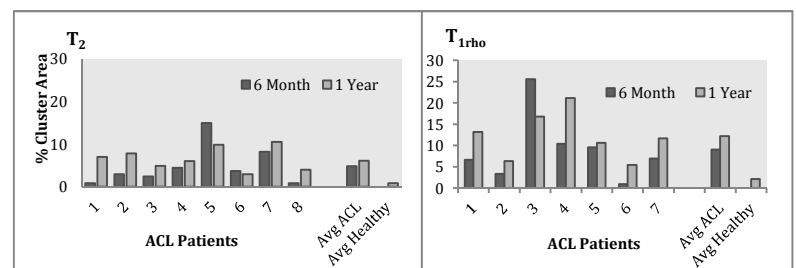 T2
% Cluster Area
30
20
10
0
6 Month
1 Year
1
2
3
4
5
6
7
8
Avg ACL
Avg Healthy
ACL Patients
T1rho
30
25
20
15
10
5
0
6 Month
1 Year
1
2
3
4
5
6
7
Avg ACL
Avg Healthy
ACL Patients